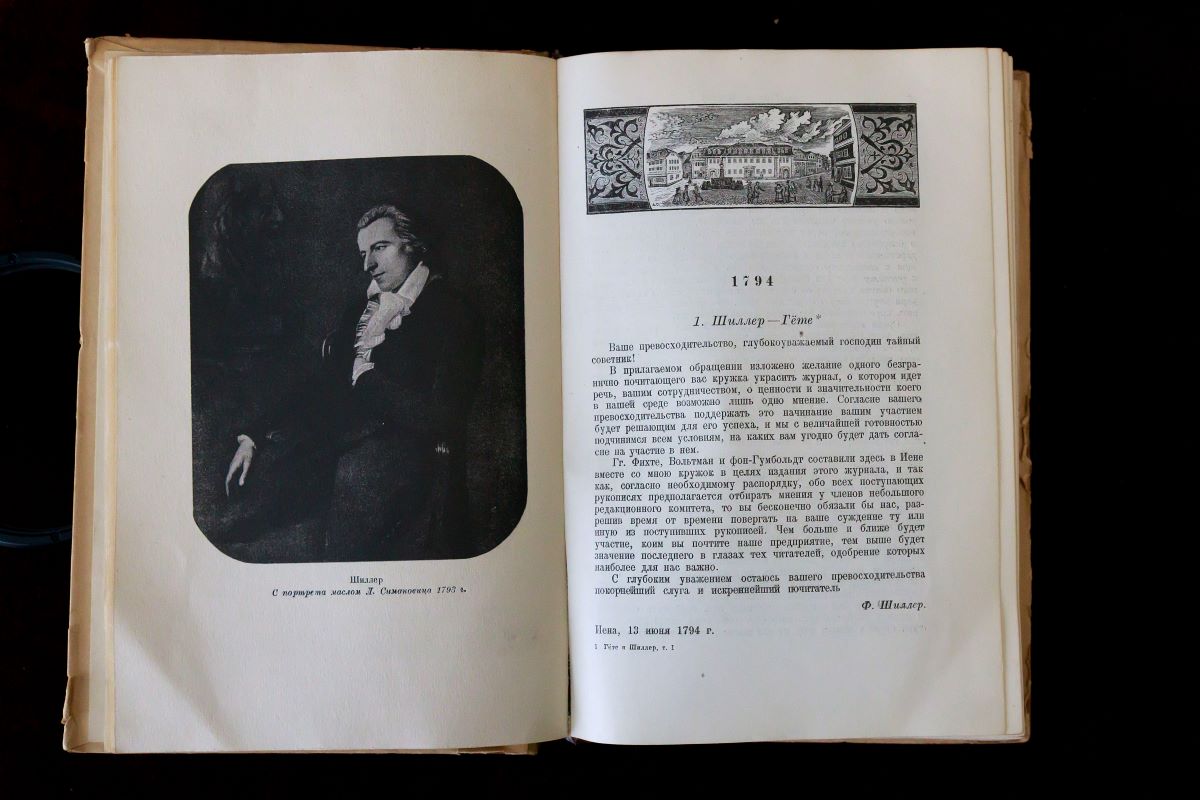 Шиллер
С портрета маслом Л. Симановица 1793 г.
1794
1. Шиллер—Гёте*
Ваше превосходительство, глубокоуважаемый господин тайный
советник!
В прилагаемом обращении изложено желание одного безгра-
нично почитающего вас кружка украсить журнал, о котором идет
речь, вашим сотрудничеством, о ценности и значительности коего
в нашей среде возможно лишь одно мнение. Согласие вашего
превосходительства поддержать это начинание вашим участием
будет решающим для его успеха, и мы с величайшей готовностью
подчинимся всем условиям, на каких вам угодно будет дать согла-
сие на участие в нем.
Гг. Фихте, Вольтман и фон-Гумбольдт составили здесь в Иене
вместе со мною кружок в целях издания этого журнала, и так
как, согласно необходимому распорядку, обо всех поступающих
рукописях предполагается отбирать мнения у членов небольшого
редакционного комитета, то вы бесконечно обязали бы нас, раз-
решив время от времени повергать на ваше суждение ту или
иную из поступивших рукописей. Чем больше и ближе будет
участие, коим вы почтите наше предприятие, тем выше будет
значение последнего в глазах тех читателей, одобрение которых
наиболее для нас важно.
С глубоким уважением остаюсь вашего превосходительства
покорнейший слуга и искреннейший почитатель
Ф. Шиллер.
Иена, 13 июня 1794 г.
1 Гёте и Шиллер, т. I